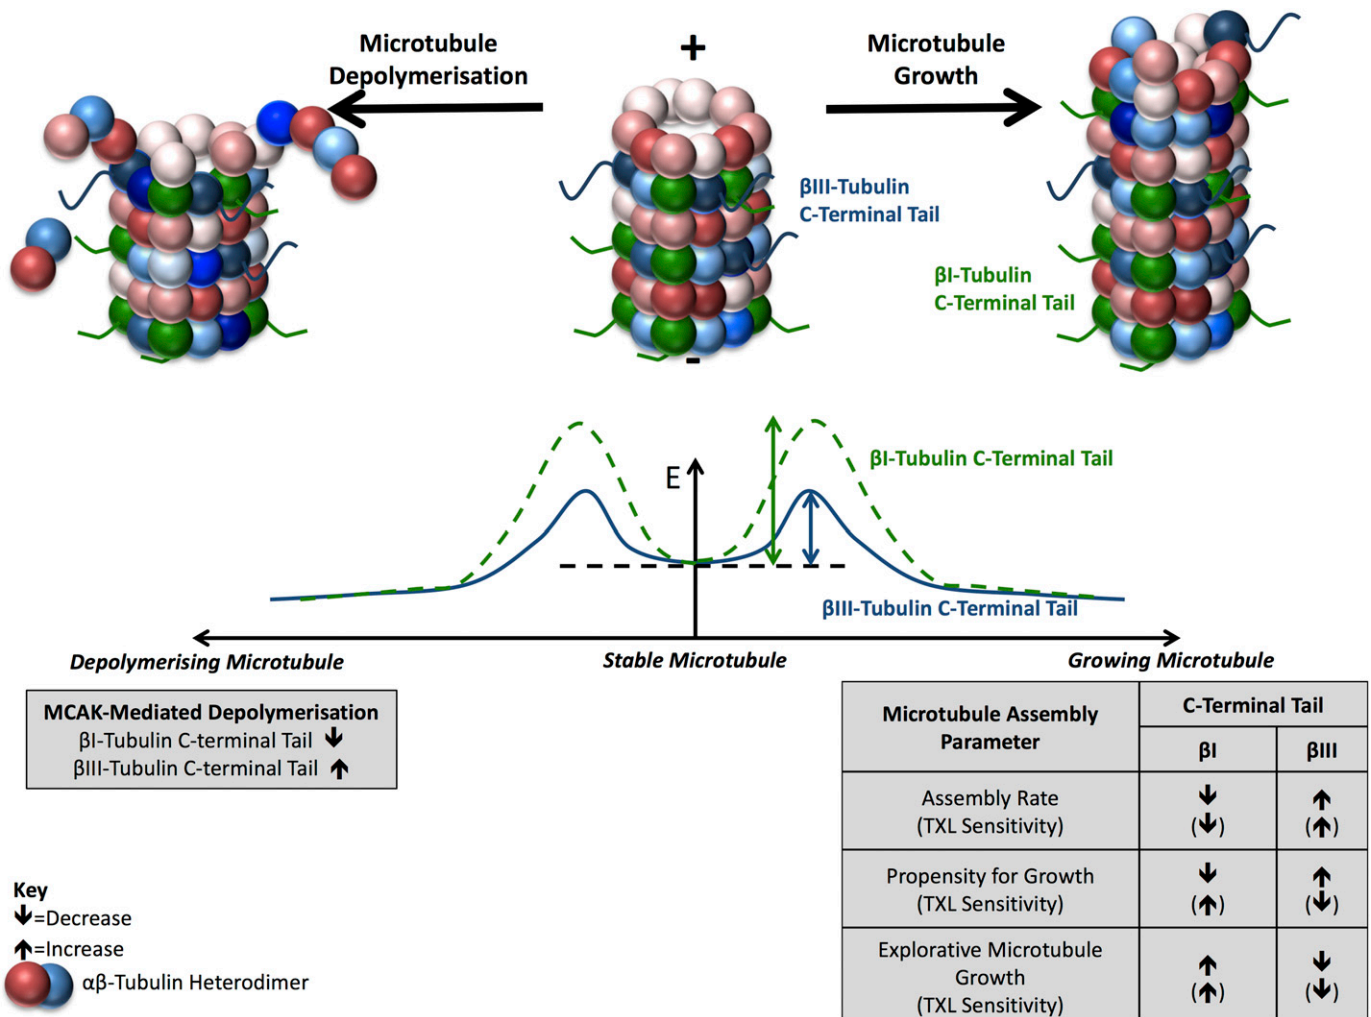 Microtubule
Depolymerisation
+
Microtubule
Growth
βIII-Tubulin
C-Terminal Tail
βI-Tubulin
C-Terminal Tail
-
E
βI-Tubulin C-Terminal Tail
βIII-Tubulin C-Terminal Tail
Depolymerising Microtubule
Stable Microtubule
Growing Microtubule
MCAK-Mediated Depolymerisation
βI-Tubulin C-terminal Tail ↓
βIII-Tubulin C-terminal Tail ↑
Microtubule Assembly
Parameter
C-Terminal Tail
βI βIII
Assembly Rate ↓ ↑
(TXL Sensitivity) (↓) (↑)
Propensity for Growth ↓ ↑
(TXL Sensitivity) (↑) (↓)
Explorative Microtubule
Growth ↑ ↓
(TXL Sensitivity) (↑) (↓)
Key
↓=Decrease
↑=Increase
αβ-Tubulin Heterodimer